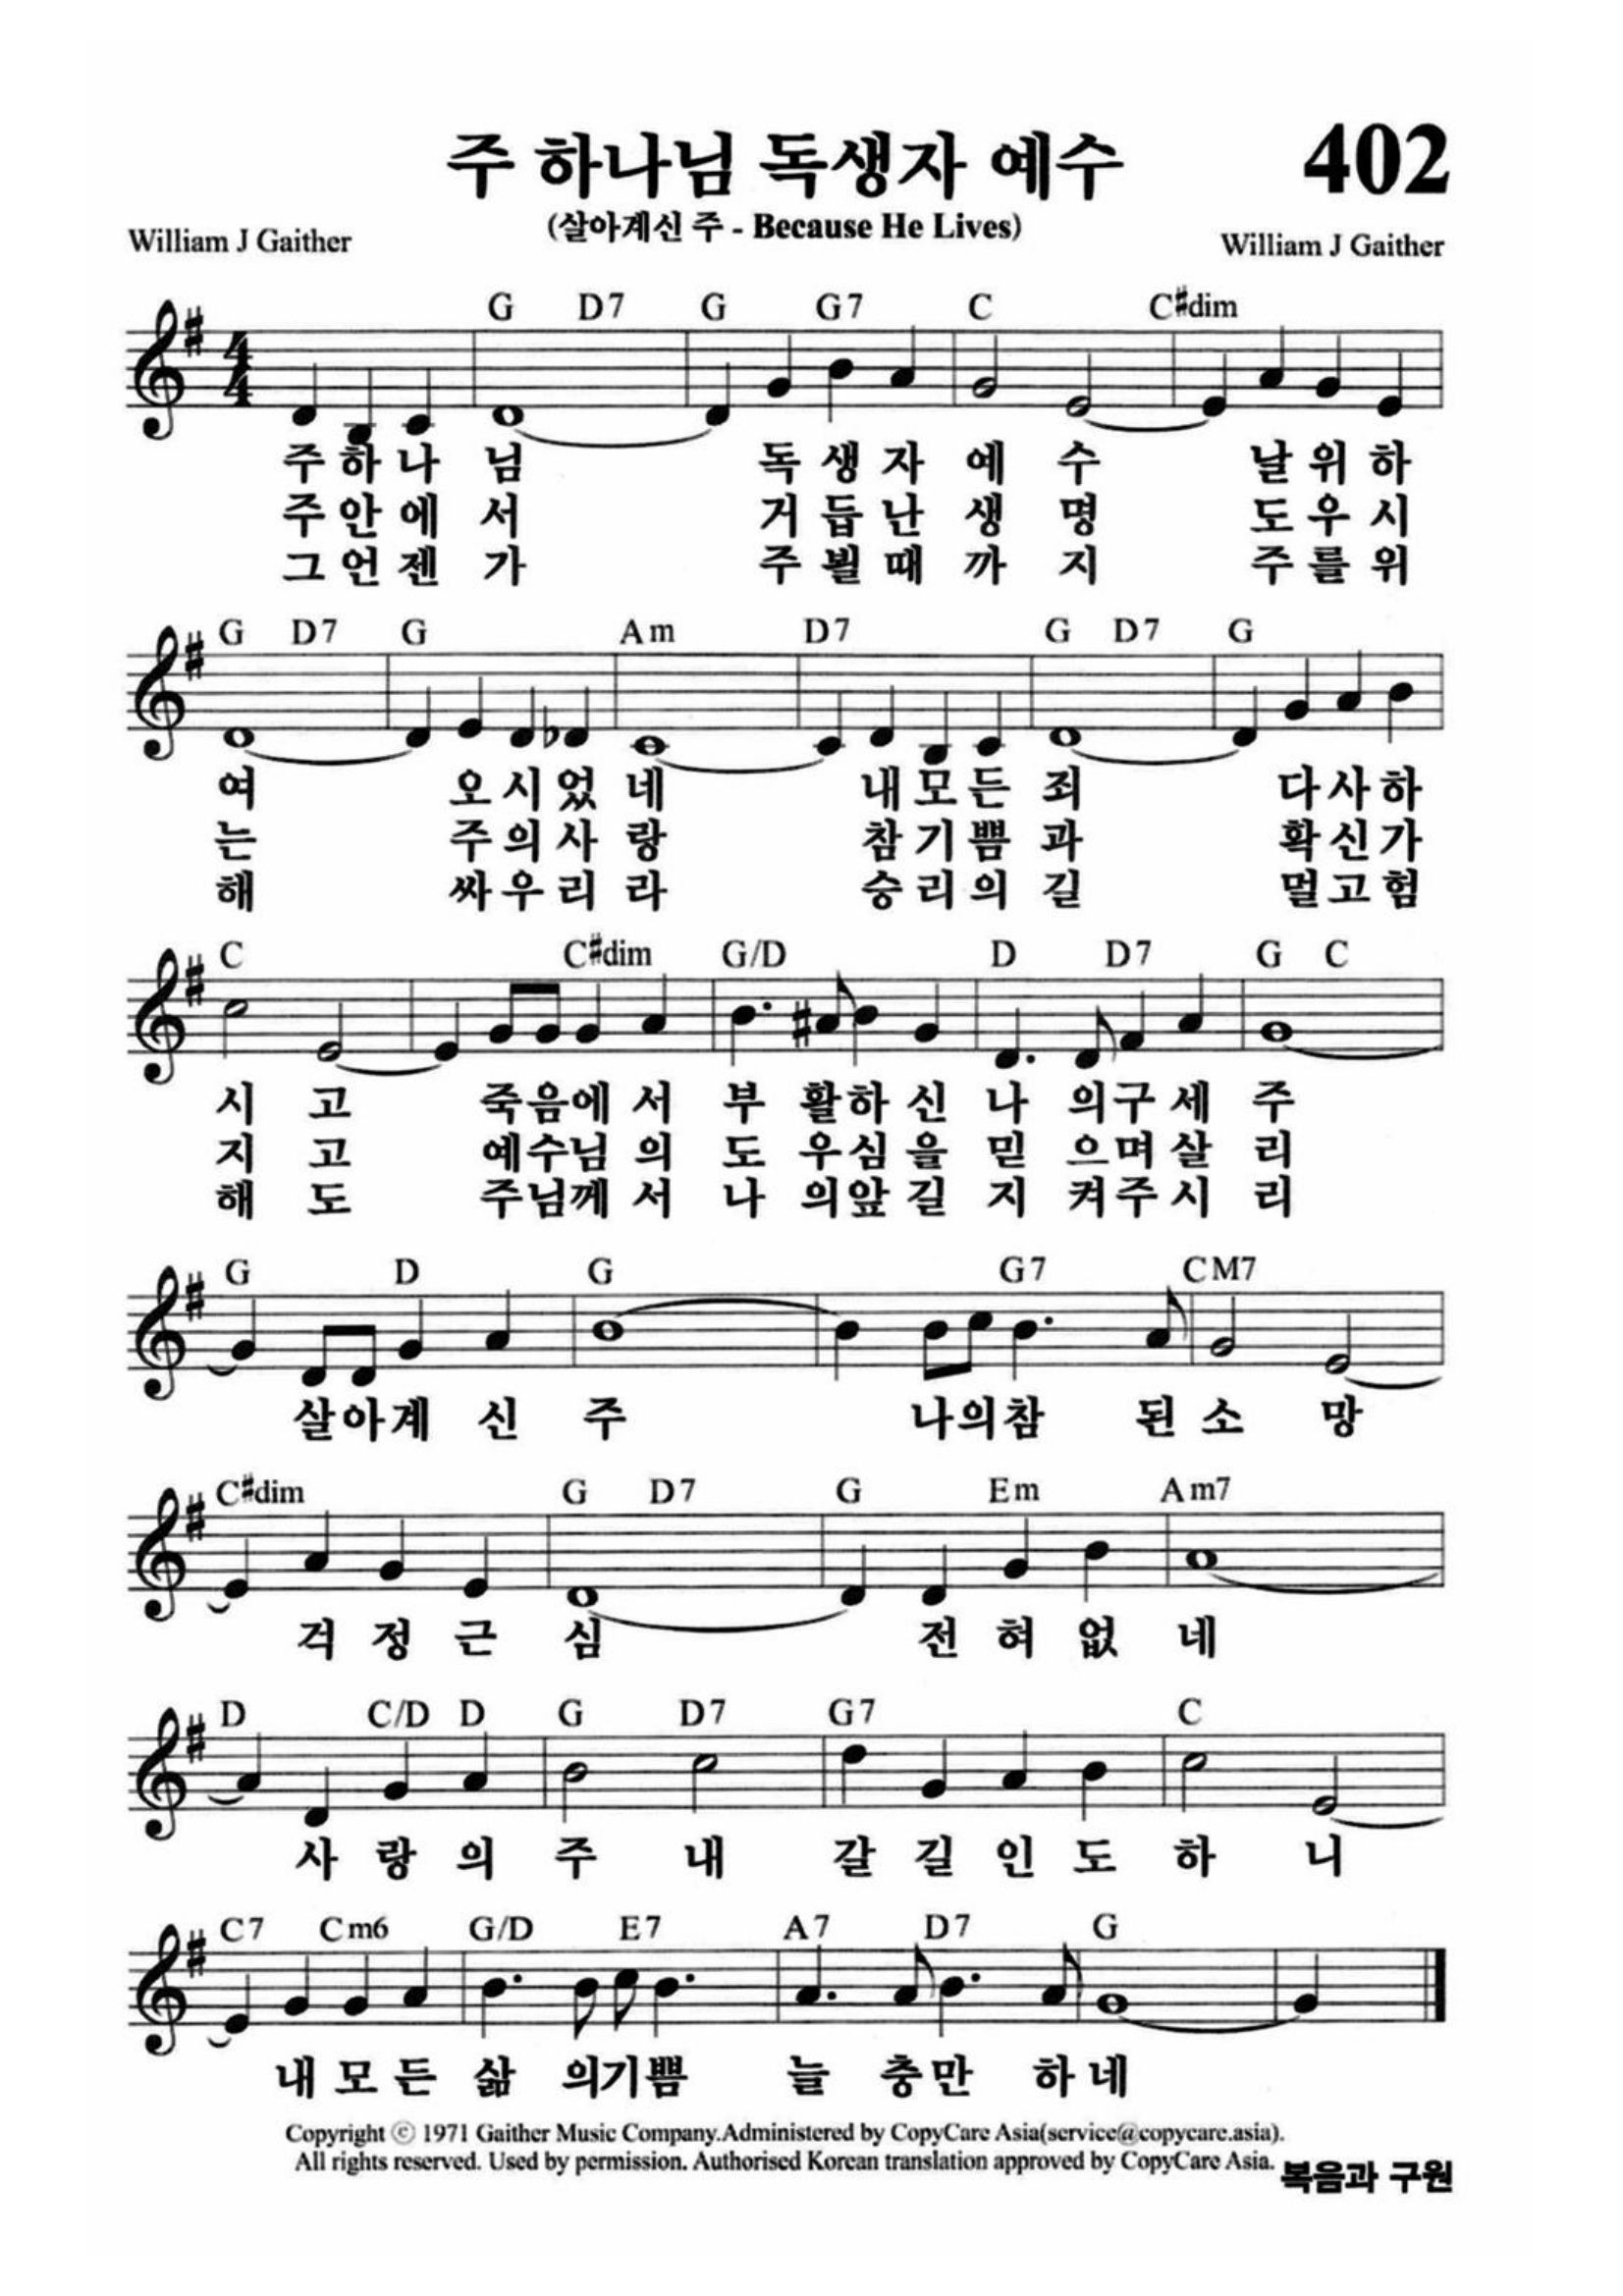 주 하나님 독생자 예수
402
(살아계신 주 - Because He Lives)
William J Gaither
William J Gaither
G D7 G G7 C C#dim
주하나 님 독생자 예 수 날위하
주안에 서 거듭난 생 명 도우시
그언젠 가 주뵐때 까 지 주를위
G D7 G Am D7 G D7 G
여 오시었 네 내모든 죄 다사하
는 주의사 랑 참기쁨 과 확신가
해 싸우리 라 승리의 길 멀고험
C C#dim G/D D D7 G C
시 고 죽음에 서 부 활하 신 나 의구 세 주
지 고 예수님 의 도 우심 을 믿 으며 살 리
해 도 주님께 서 나 의앞 길 지 켜주 시 리
G D G G7 CM7
살아계 신 주 나의참 된 소 망
C#dim G D7 G Em Am7
걱 정 근 심 전 혀 없 네
D C/D D G D7 G7 C
사 랑 의 주 내 갈 길 인 도 하 니
C7 Cm6 G/D E7 A7 D7 G
내 모 든 삶 의기쁨 늘 충만 하네
Copyright ⓒ 1971 Gaither Music Company.Administered by CopyCare Asia(service@copycare.asia).
All rights reserved. Used by permission. Authorised Korean translation approved by CopyCare Asia.
복음과 구원